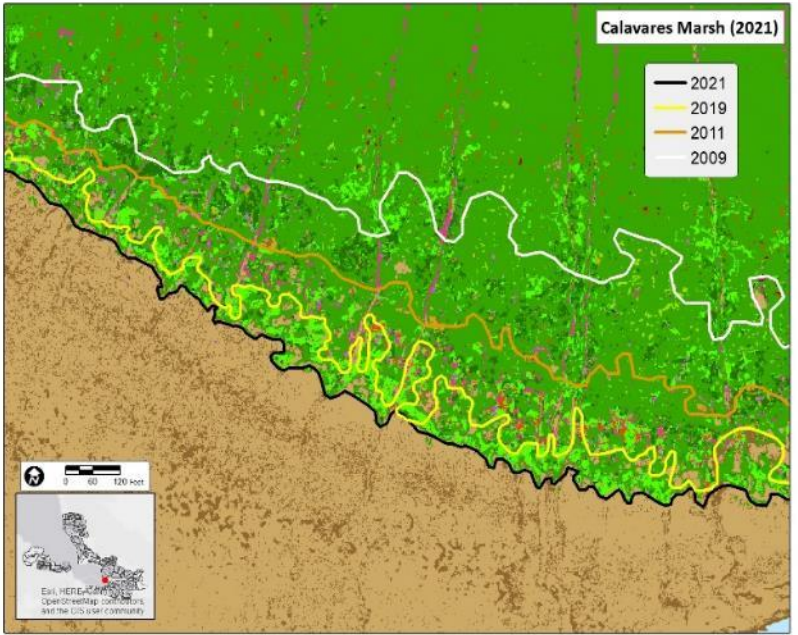 Calavares Marsh (2021)
2021
2019
2011
2009
0 60 120 Feet
Esri, HERE,
OpenStreetMap contributors,
and the GIS user community